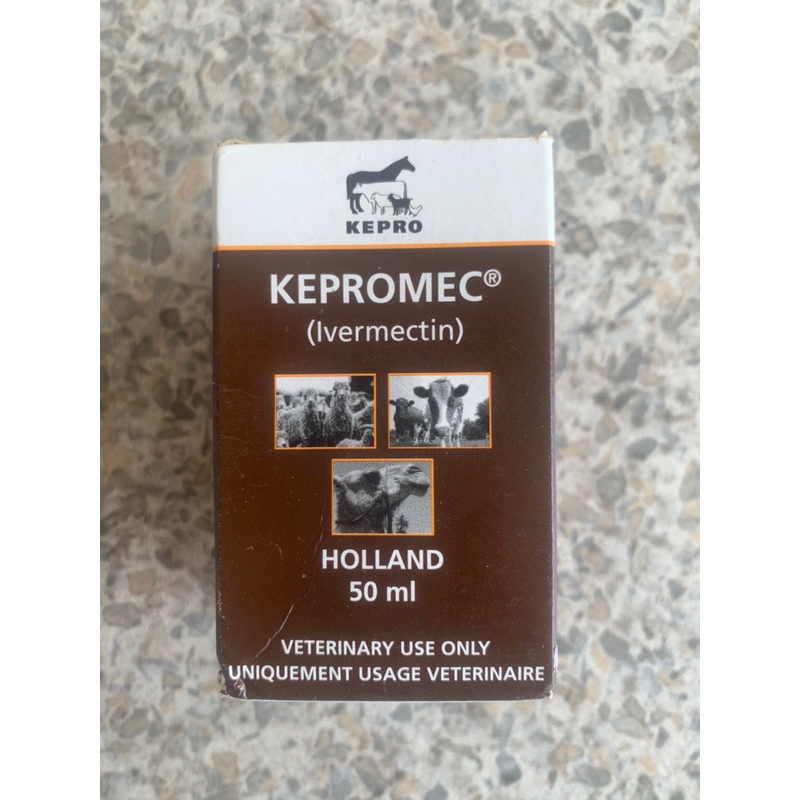 KEPRO
KEPROMEC®
(Ivermectin)
HOLLAND
50 ml
VETERINARY USE ONLY
UNIQUEMENT USAGE VETERINAIRE